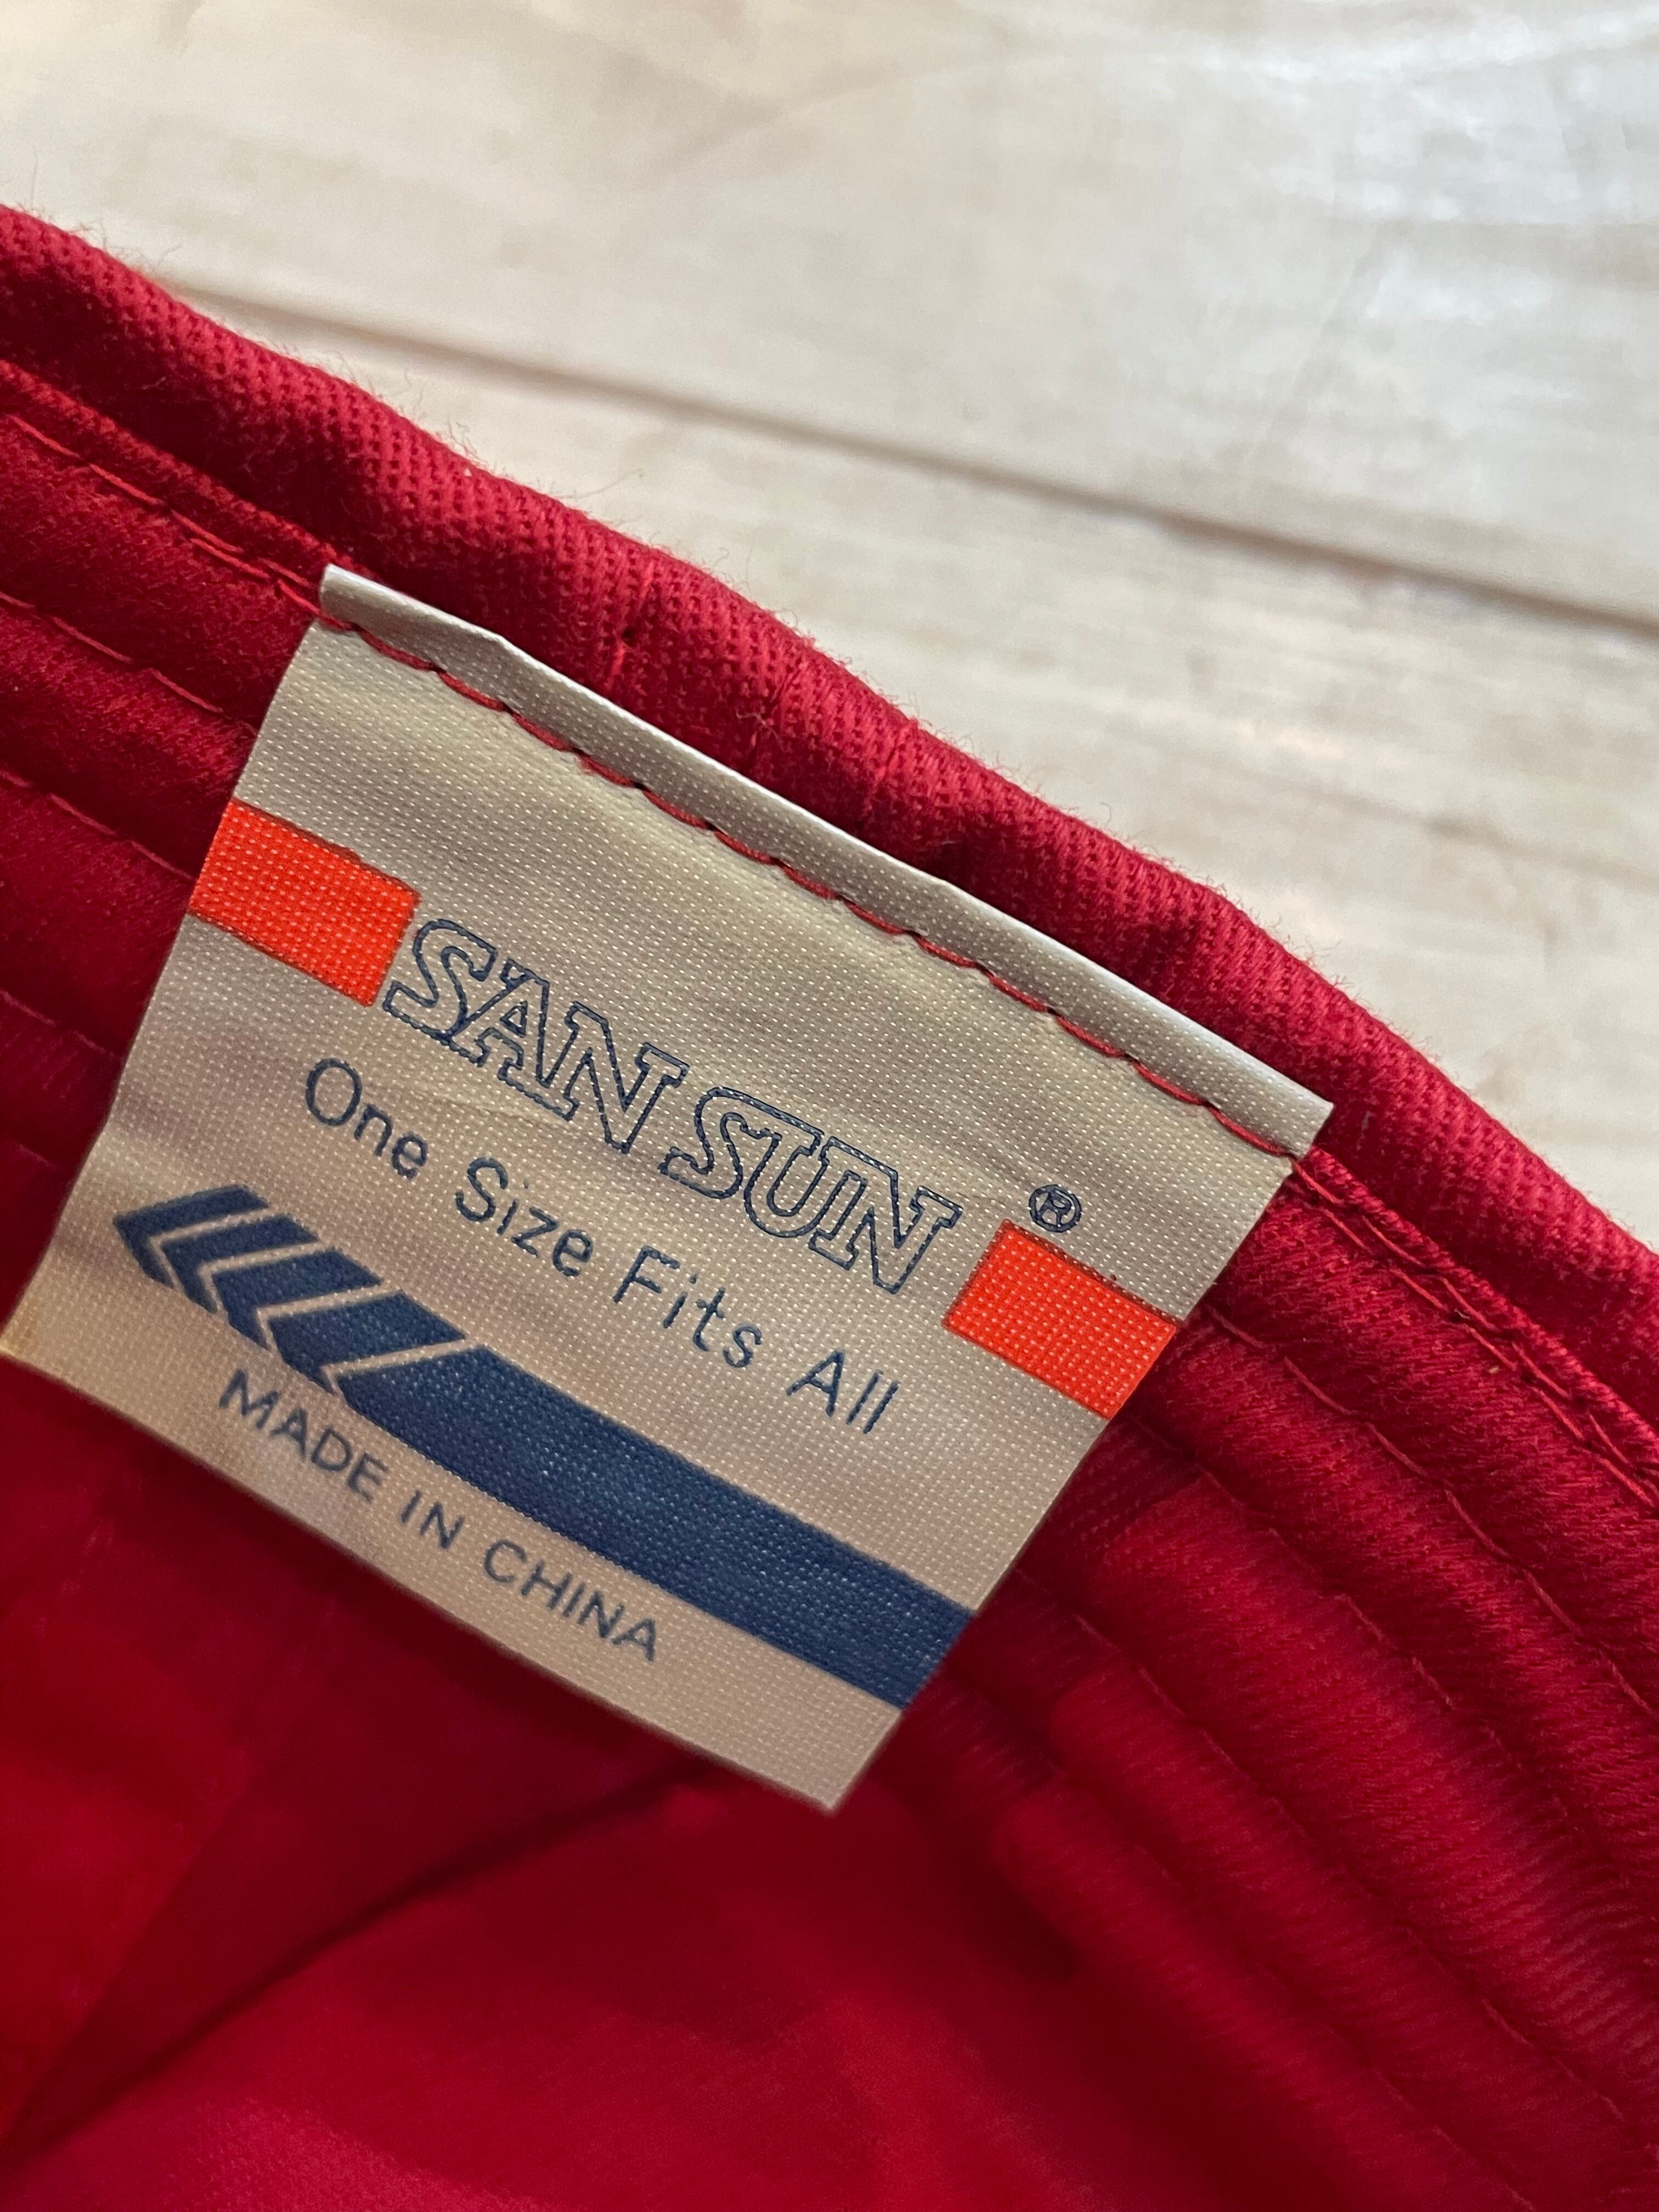 SAN SUN ®
One Size Fits All
MADE IN CHINA